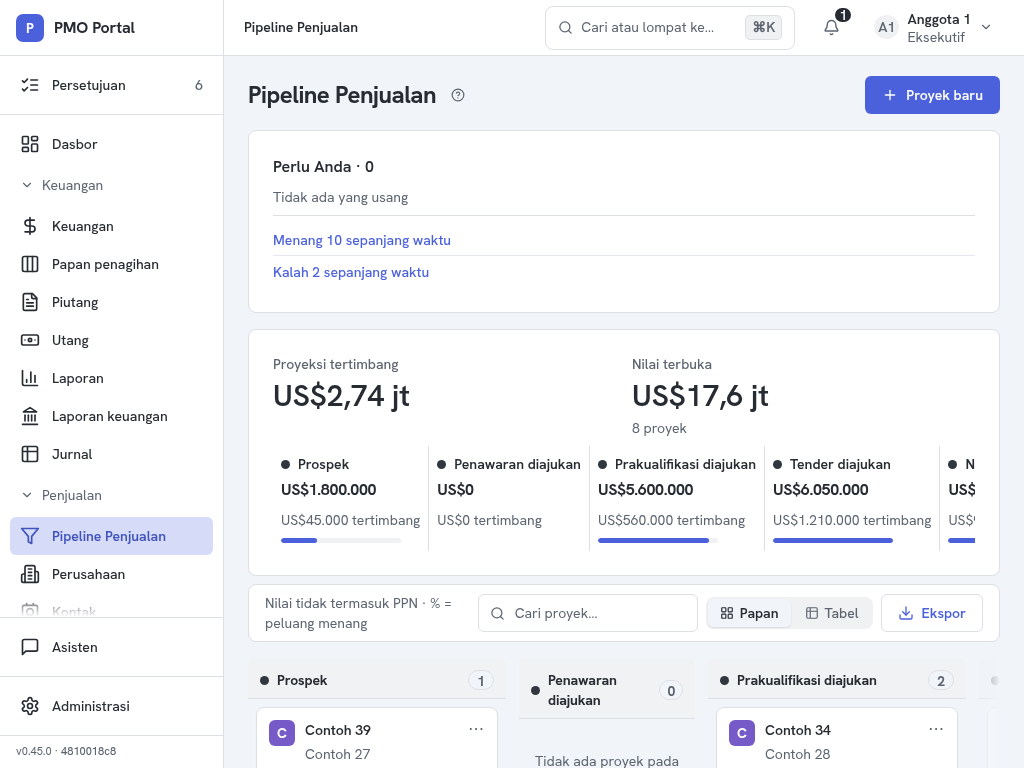 P PMO Portal
Pipeline Penjualan
Cari atau lompat ke...
⌘K
1
A1
Anggota 1
Eksekutif
Persetujuan 6
Dasbor
Keuangan
Keuangan
Papan penagihan
Piutang
Utang
Laporan
Laporan keuangan
Jurnal
Penjualan
Pipeline Penjualan
Perusahaan
Kontak
Asisten
Administrasi
v0.45.0 · 4810018c8
Pipeline Penjualan
Proyek baru
Perlu Anda · 0
Tidak ada yang usang
Menang 10 sepanjang waktu
Kalah 2 sepanjang waktu
Proyeksi tertimbang
US$2,74 jt
Nilai terbuka
US$17,6 jt
8 proyek
Prospek
US$1.800.000
US$45.000 tertimbang
Penawaran diajukan
US$0
US$0 tertimbang
Prakualifikasi diajukan
US$5.600.000
US$560.000 tertimbang
Tender diajukan
US$6.050.000
US$1.210.000 tertimbang
N
US$
US$
Nilai tidak termasuk PPN · % =
peluang menang
Cari proyek...
Papan
Tabel
Ekspor
Prospek 1
Penawaran
diajukan
0
Prakualifikasi diajukan 2
C
Contoh 39
Contoh 27
Tidak ada proyek pada
C
Contoh 34
Contoh 28